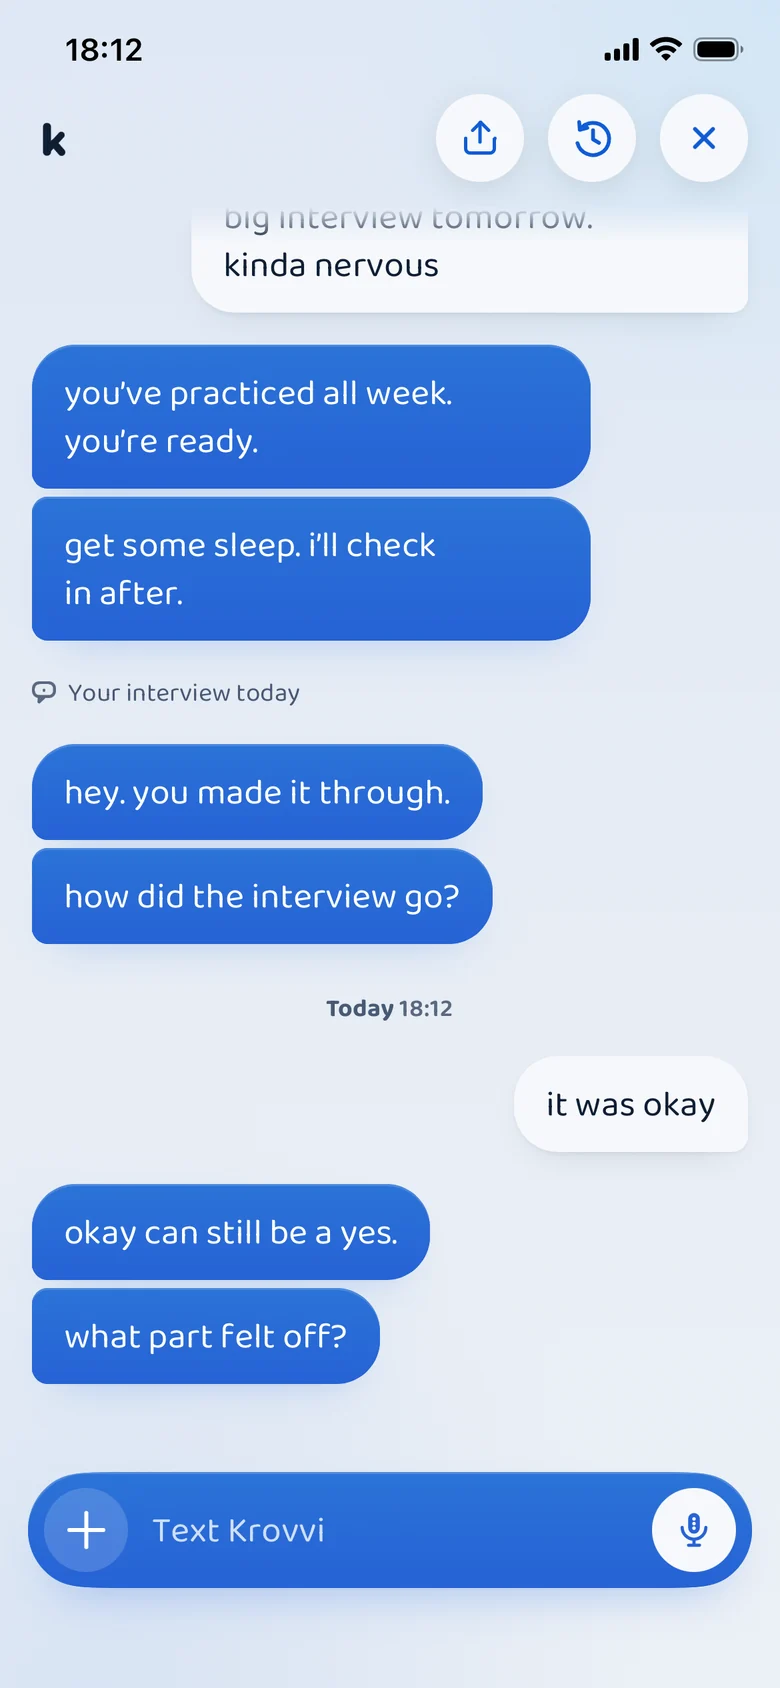 18:12
k
big interview tomorrow.
kinda nervous
you've practiced all week.
you're ready.
get some sleep. i'll check
in after.
Your interview today
hey. you made it through.
how did the interview go?
Today 18:12
it was okay
okay can still be a yes.
what part felt off?
Text Krovvi